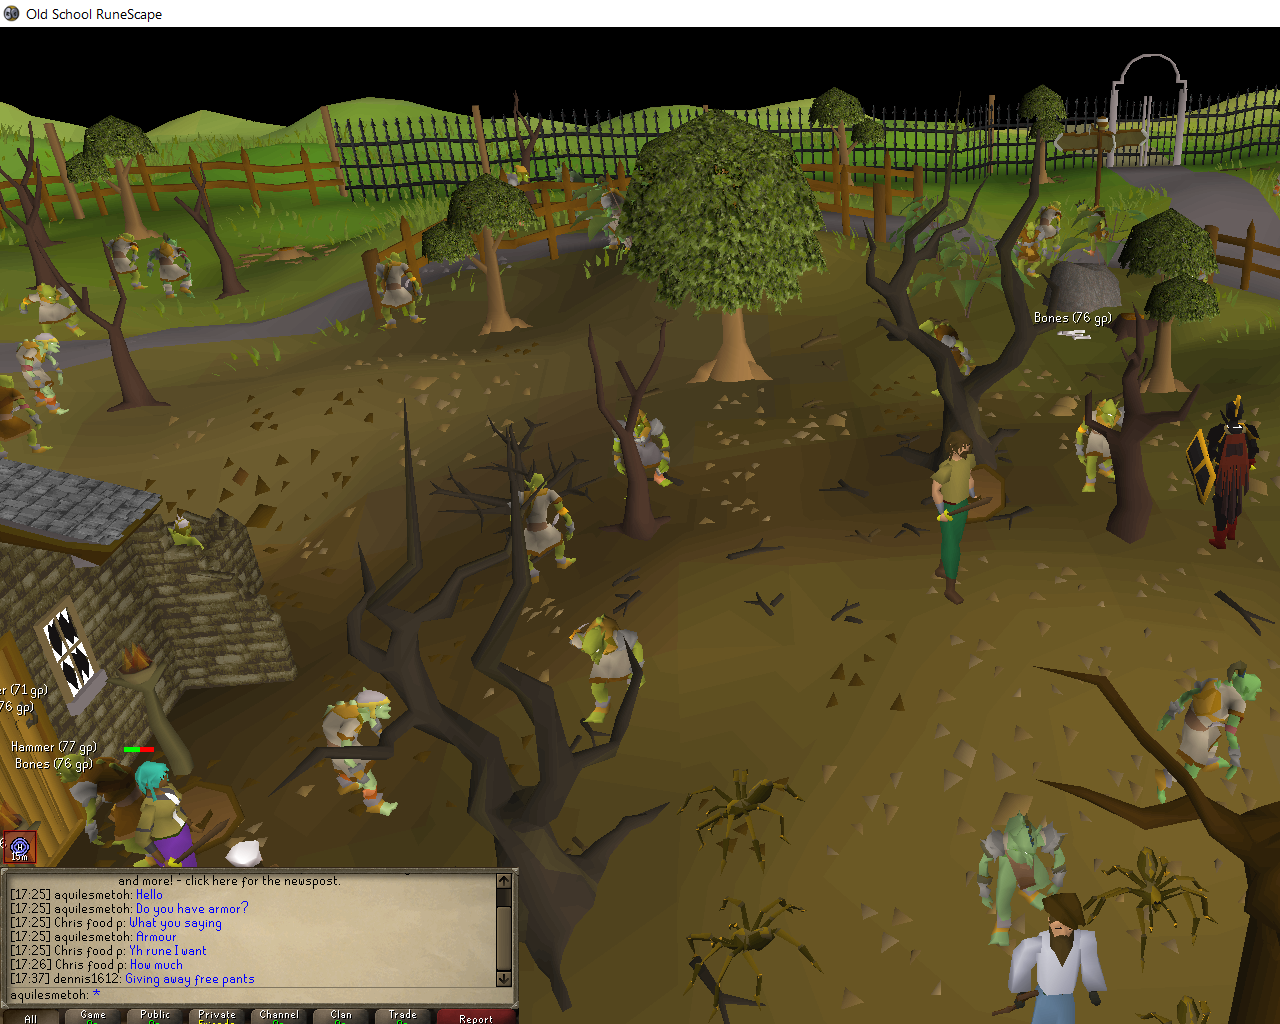 Old School RuneScape
Bones (76 gp)
er (71 gp)
76 gp)
Hammer (77 gp)
Bones (76 gp)
15m
and more! - click here for the newspost.
[17:25] aquilesmetoh: Hello
[17:25] aquilesmetoh: Do you have armor?
[17:25] Chris food p: What you saying
[17:25] aquilesmetoh: Armour
[17:25] Chris food p: Yh rune I want
[17:26] Chris food p: How much
[17:37] dennis1612: Giving away free pants
aquilesmetoh: *
All Game Public Private Channel Clan Trade Report